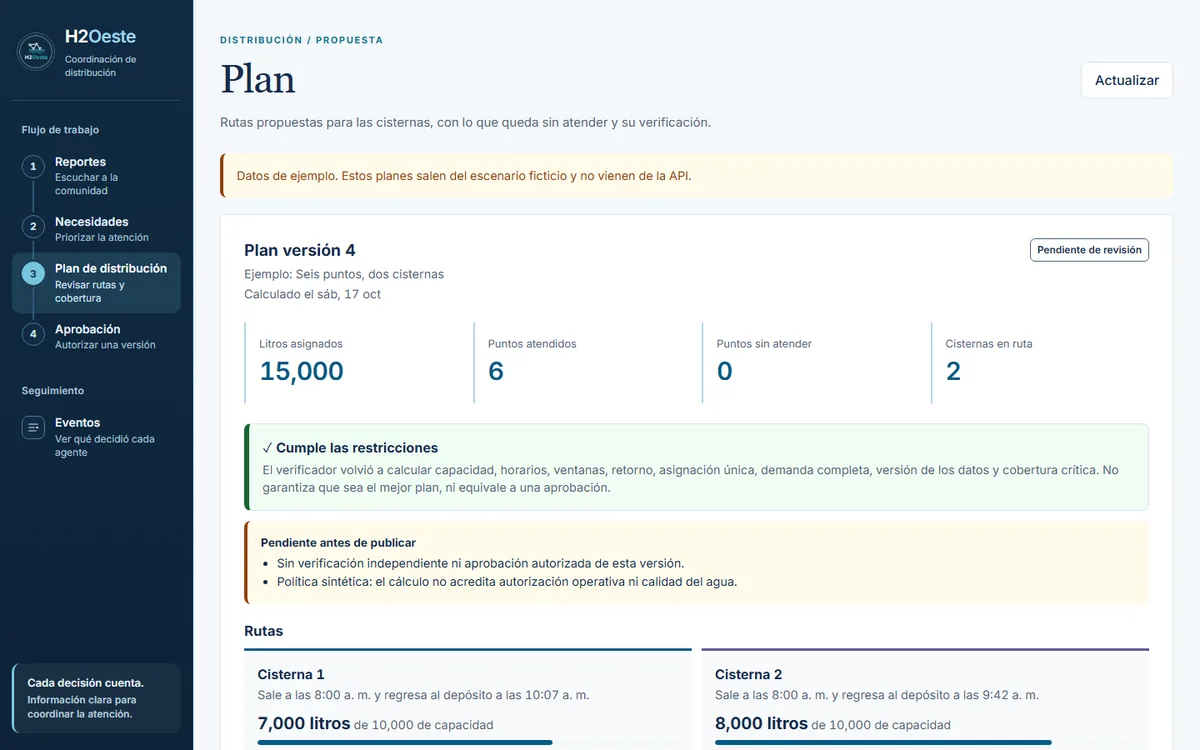 H2Oeste
H2Oeste
Coordinación de
distribución
Flujo de trabajo
1
Reportes
Escuchar a la
comunidad
2
Necesidades
Priorizar la atención
3
Plan de distribución
Revisar rutas y
cobertura
4
Aprobación
Autorizar una versión
Seguimiento
Eventos
Ver qué decidió cada
agente
Cada decisión cuenta.
Información clara para
coordinar la atención.
DISTRIBUCIÓN / PROPUESTA
Plan
Actualizar
Rutas propuestas para las cisternas, con lo que queda sin atender y su verificación.
Datos de ejemplo. Estos planes salen del escenario ficticio y no vienen de la API.
Plan versión 4
Pendiente de revisión
Ejemplo: Seis puntos, dos cisternas
Calculado el sáb, 17 oct
Litros asignados
15,000
Puntos atendidos
6
Puntos sin atender
0
Cisternas en ruta
2
✓ Cumple las restricciones
El verificador volvió a calcular capacidad, horarios, ventanas, retorno, asignación única, demanda completa, versión de los datos y cobertura crítica. No
garantiza que sea el mejor plan, ni equivale a una aprobación.
Pendiente antes de publicar
• Sin verificación independiente ni aprobación autorizada de esta versión.
• Política sintética: el cálculo no acredita autorización operativa ni calidad del agua.
Rutas
Cisterna 1
Sale a las 8:00 a. m. y regresa al depósito a las 10:07 a. m.
7,000 litros de 10,000 de capacidad
Cisterna 2
Sale a las 8:00 a. m. y regresa al depósito a las 9:42 a. m.
8,000 litros de 10,000 de capacidad